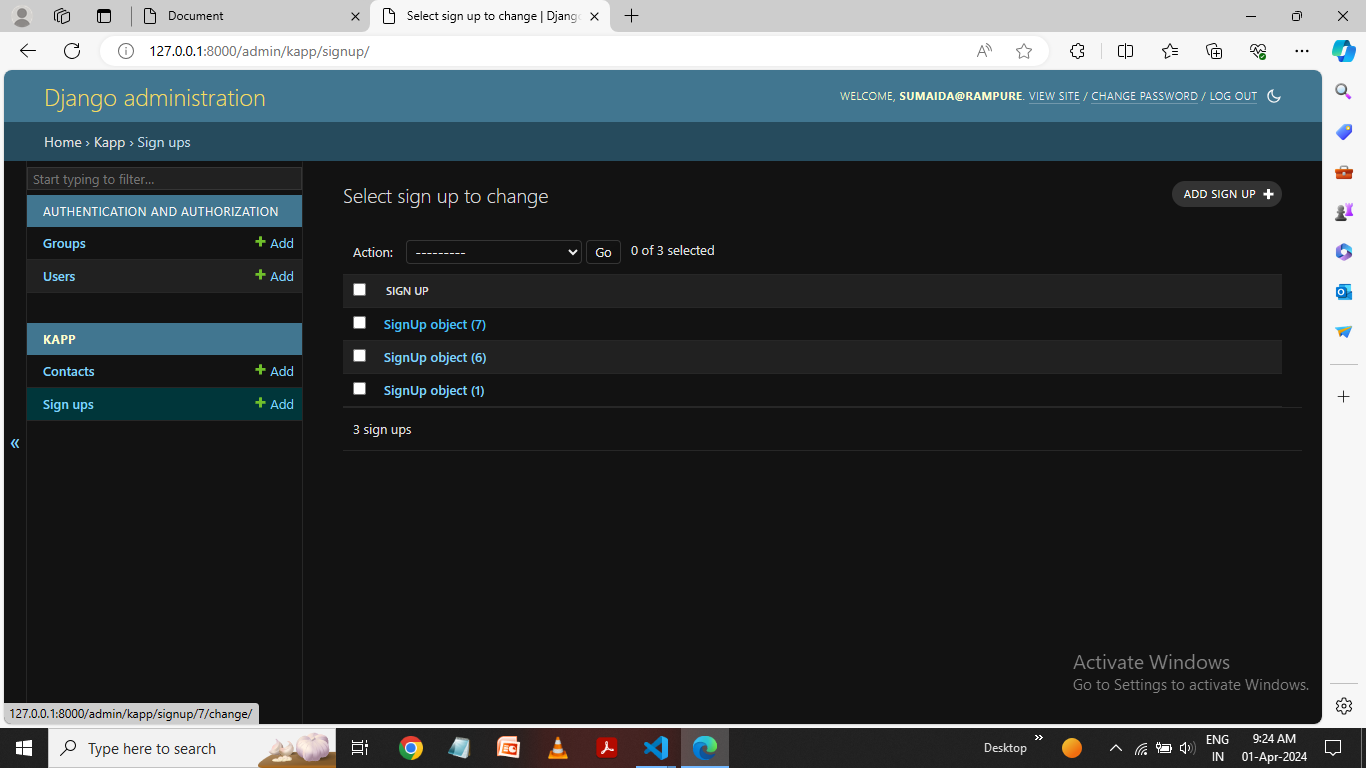 Document
Select sign up to change | Djang
127.0.0.1:8000/admin/kapp/signup/
Django administration
WELCOME, SUMAIDA@RAMPURE. VIEW SITE / CHANGE PASSWORD / LOG OUT
Home › Kapp › Sign ups
Start typing to filter...
AUTHENTICATION AND AUTHORIZATION
Groups + Add
Users + Add
KAPP
Contacts + Add
Sign ups + Add
«
Select sign up to change
ADD SIGN UP +
Action: --------- Go 0 of 3 selected
SIGN UP
SignUp object (7)
SignUp object (6)
SignUp object (1)
3 sign ups
Activate Windows
Go to Settings to activate Windows.
127.0.0.1:8000/admin/kapp/signup/7/change/
Type here to search
Desktop
ENG
IN
9:24 AM
01-Apr-2024